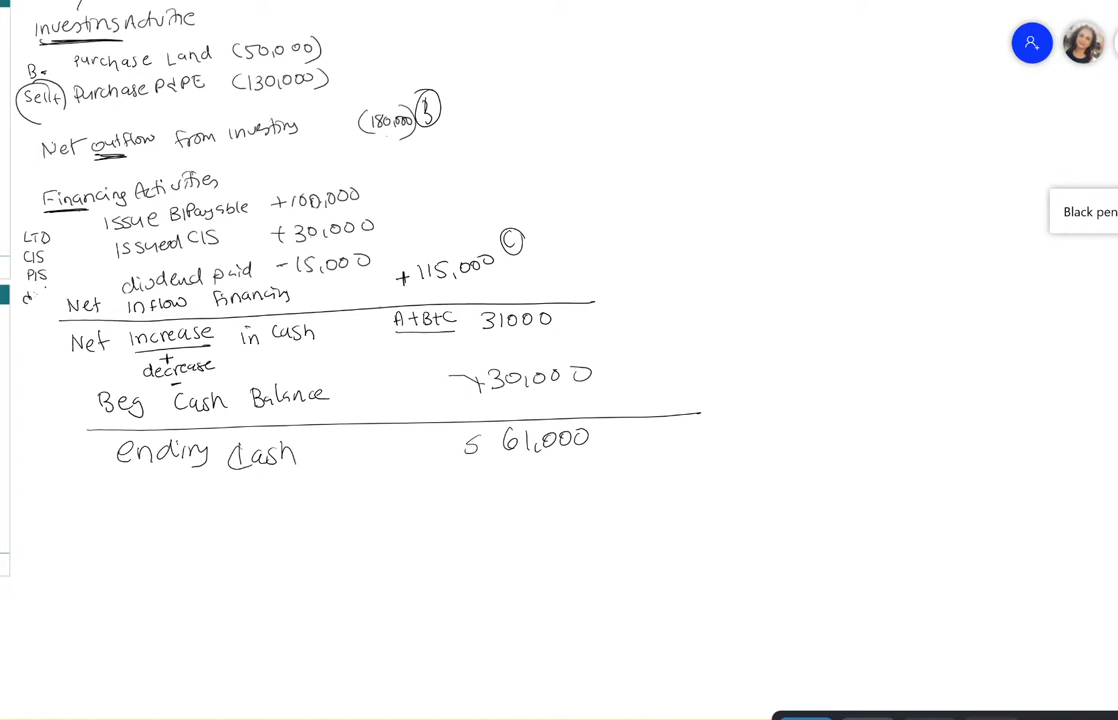 Investing Activitie
B- Purchase Land (50,000)
Sell+ Purchase P&PE (130,000)
Net outflow from investing (180,000) B
Financing Activities
Issue B/Payable +100,000
LTD
issued C/S + 30,000
C/S
P/S
dividend paid - 15,000
+115,000 C
d
Net inflow financing
Net increase in Cash A+B+C 31000
+
decrease
-
Beg Cash Balance +30,000
ending Cash 61,000
Black pen